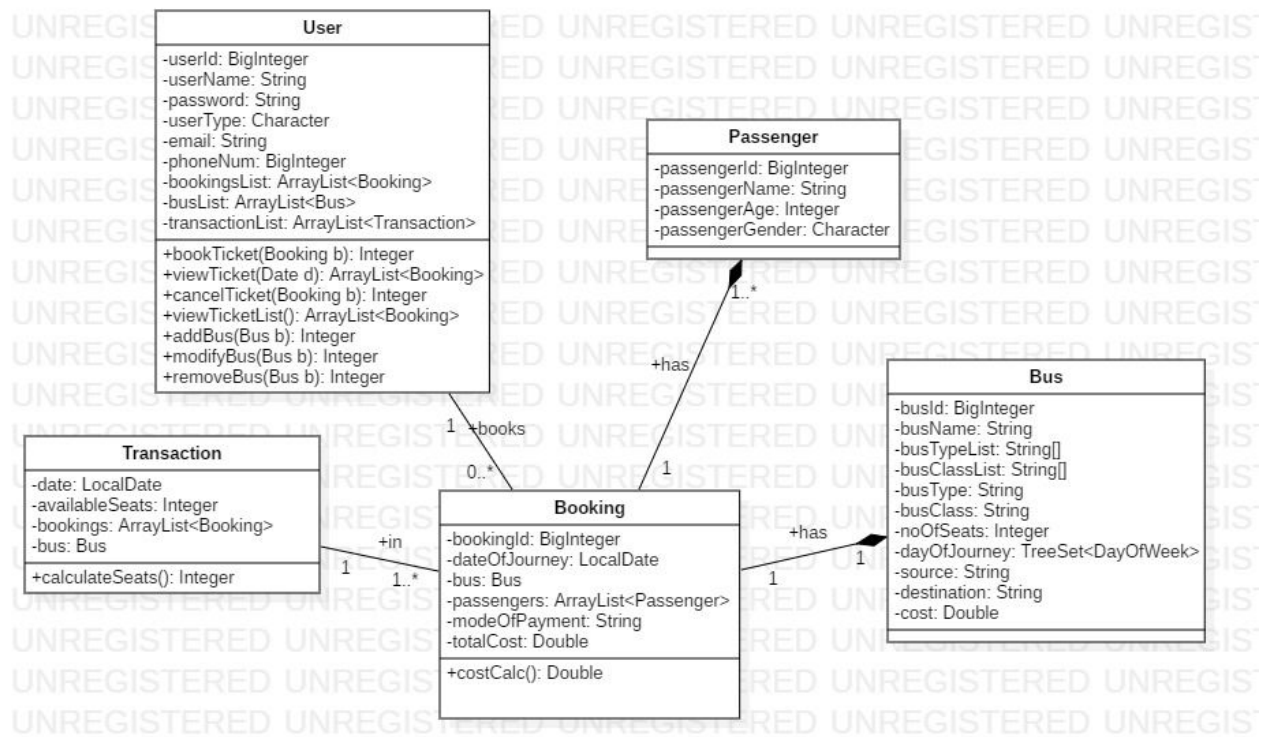 User
-userId: BigInteger
-userName: String
-password: String
-userType: Character
-email: String
-phoneNum: BigInteger
-bookingsList: ArrayList<Booking>
-busList: ArrayList<Bus>
-transactionList: ArrayList<Transaction>
+bookTicket(Booking b): Integer
+viewTicket(Date d): ArrayList<Booking>
+cancelTicket(Booking b): Integer
+viewTicketList(): ArrayList<Booking>
+addBus(Bus b): Integer
+modifyBus(Bus b): Integer
+removeBus(Bus b): Integer
Passenger
-passengerId: BigInteger
-passengerName: String
-passengerAge: Integer
-passengerGender: Character
1..*
+has
1
1
+books
0..*
Transaction
-date: LocalDate
-availableSeats: Integer
-bookings: ArrayList<Booking>
-bus: Bus
+calculateSeats(): Integer
+in
1
1..*
Booking
-bookingId: BigInteger
-dateOfJourney: LocalDate
-bus: Bus
-passengers: ArrayList<Passenger>
-modeOfPayment: String
-totalCost: Double
+costCalc(): Double
+has
1
1
Bus
-busId: BigInteger
-busName: String
-busTypeList: String[]
-busClassList: String[]
-busType: String
-busClass: String
-noOfSeats: Integer
-dayOfJourney: TreeSet<DayOfWeek>
-source: String
-destination: String
-cost: Double
UNREGISTERED UNREGISTERED UNREGISTERED UNREGISTERED UNREGIS